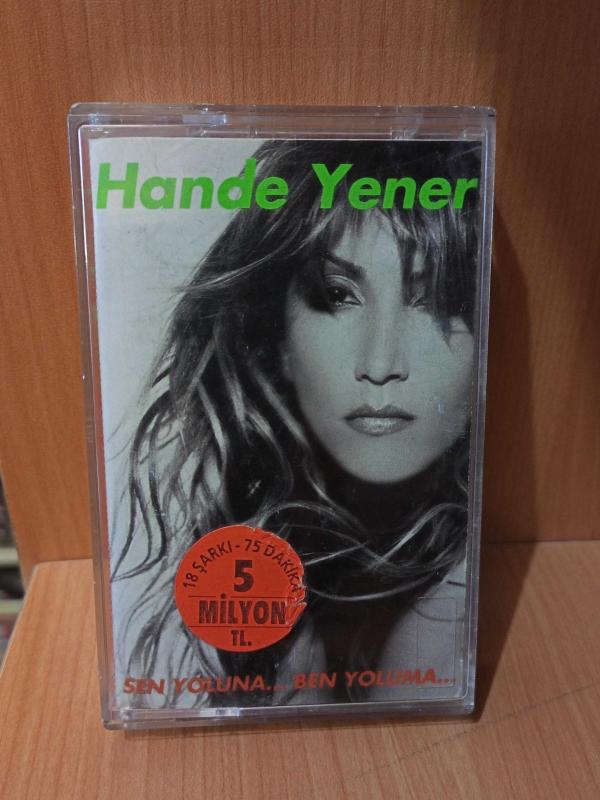 Hande Yener
18 ŞARKI - 75 DAKİKA
5
MİLYON
TL.
SEN YOLUNA... BEN YOLUMA...